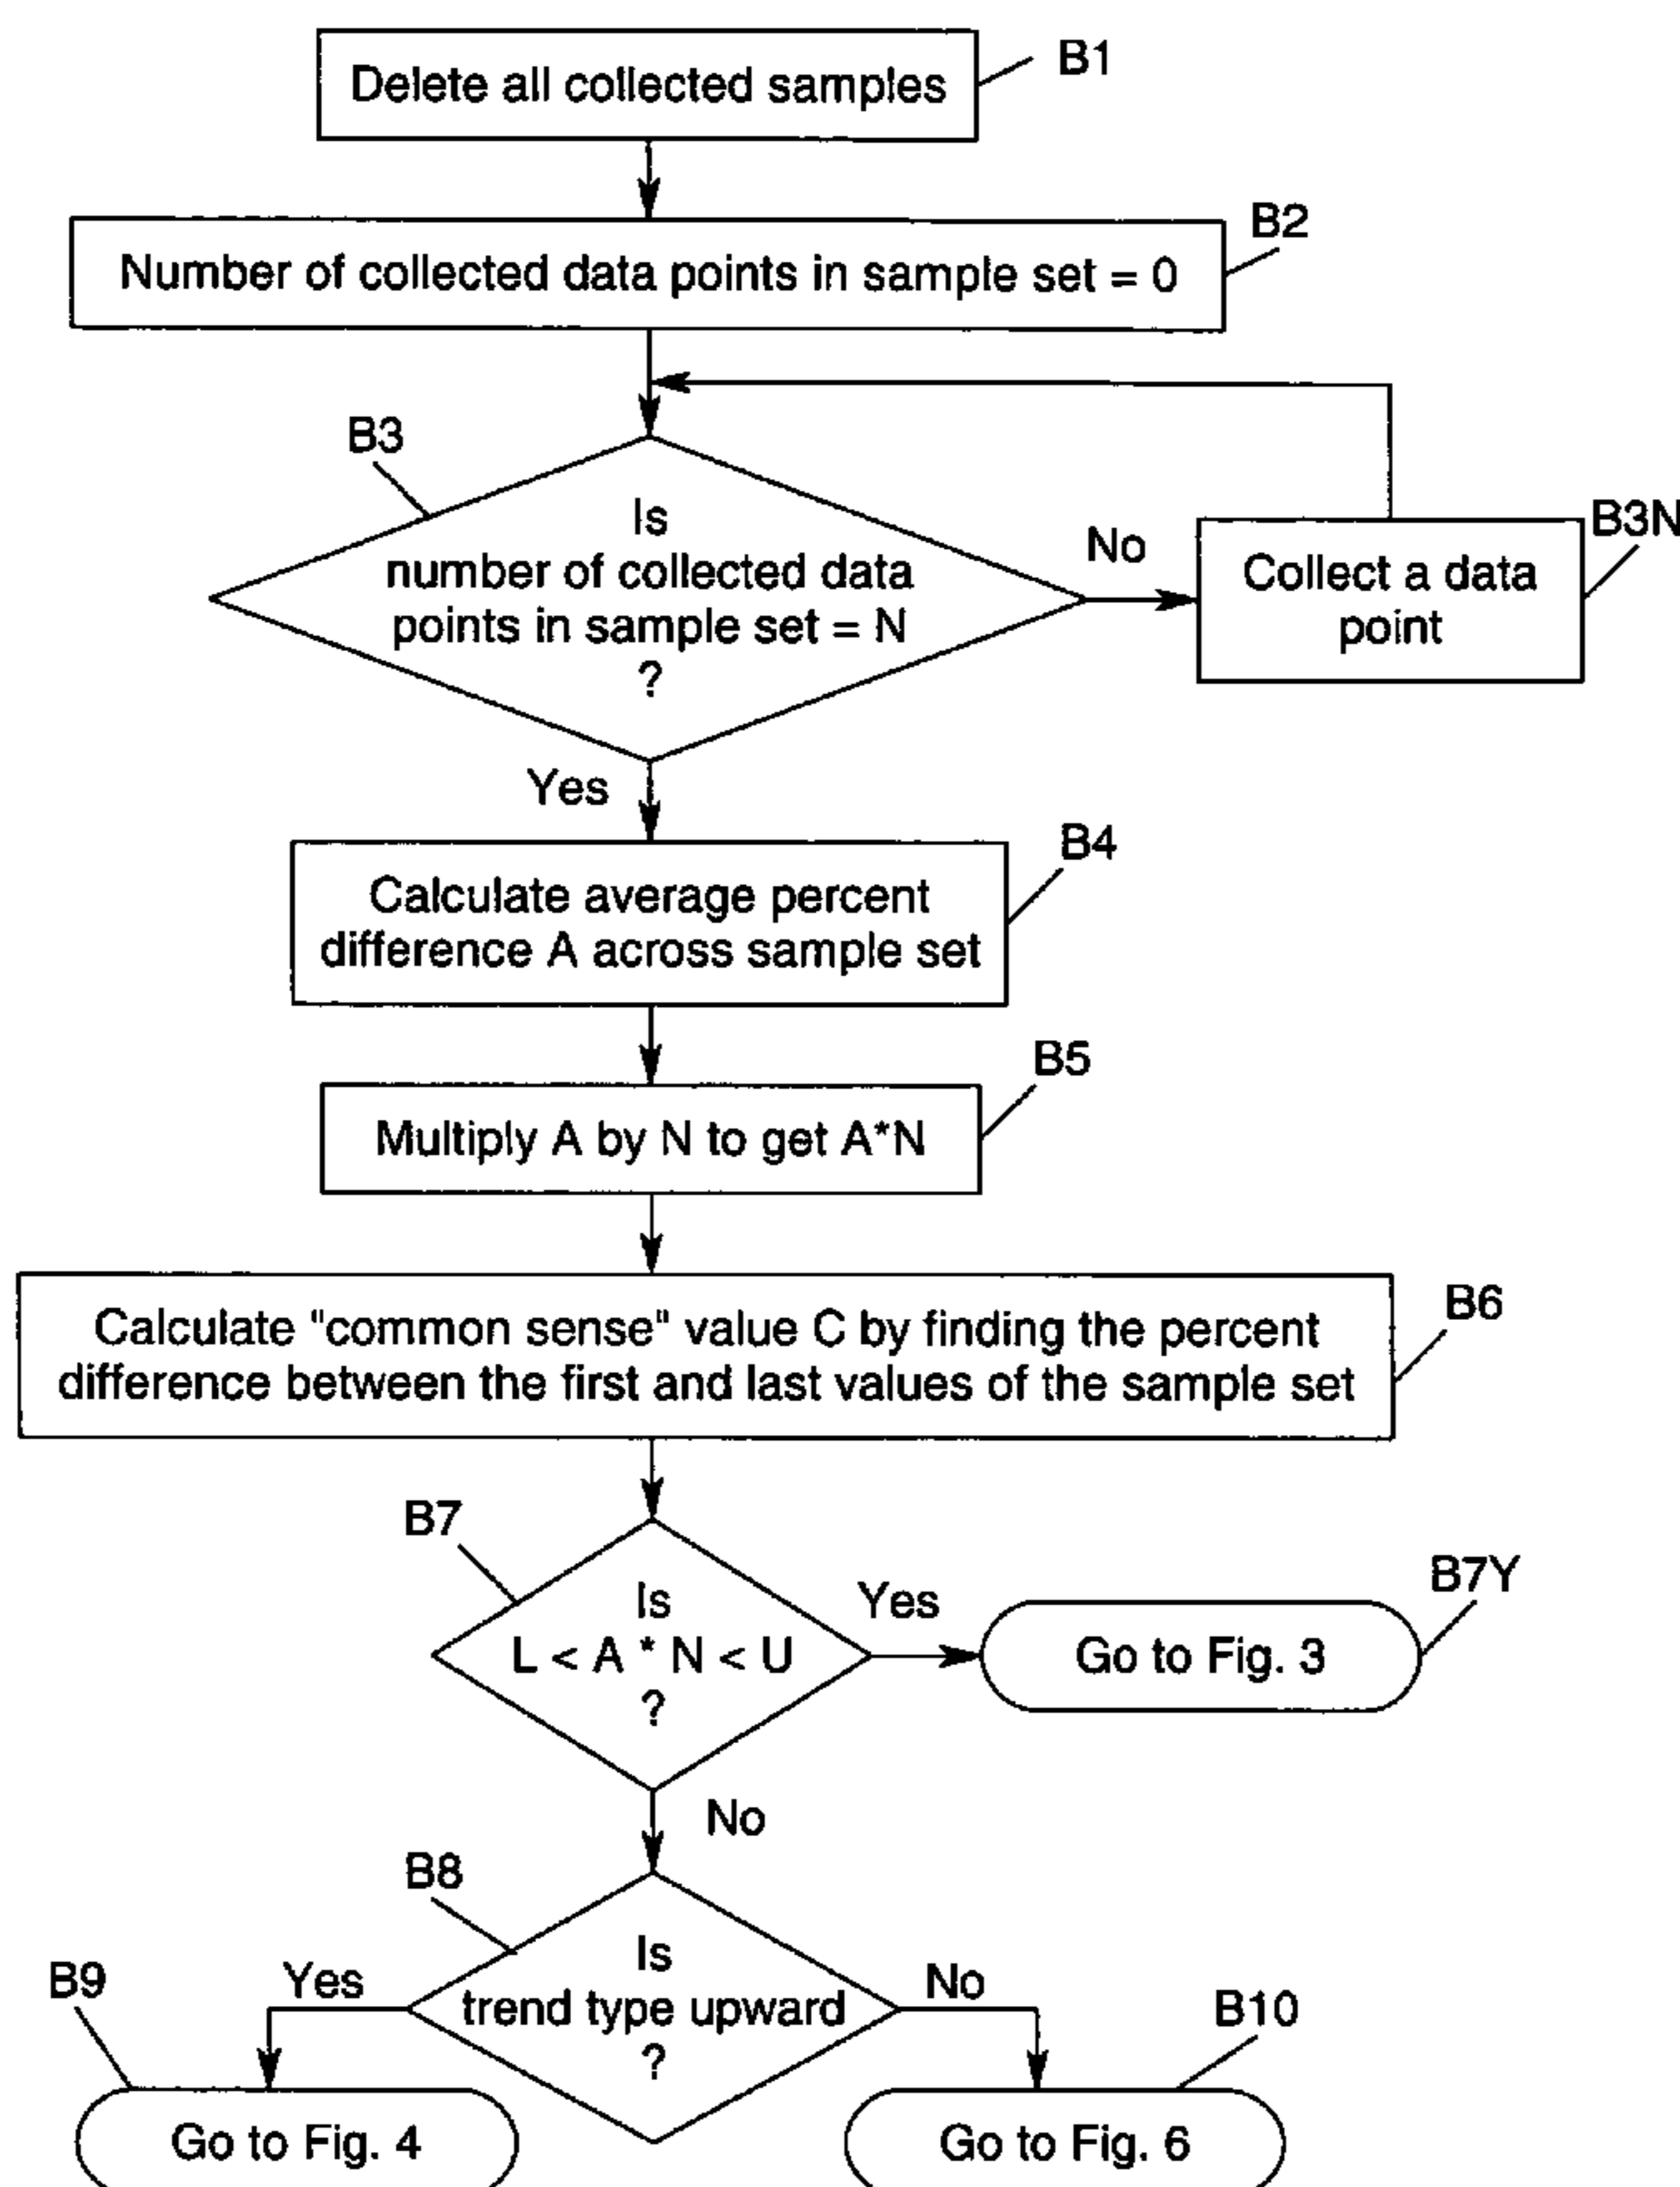 Delete all collected samples
B1
Number of collected data points in sample set = 0
B2
B3
Is
number of collected data
points in sample set = N
?
No
Collect a data
point
B3N
Yes
Calculate average percent
difference A across sample set
B4
Multiply A by N to get A*N
B5
Calculate "common sense" value C by finding the percent
difference between the first and last values of the sample set
B6
B7
Is
L < A * N < U
?
Yes
Go to Fig. 3
B7Y
No
B8
Is
trend type upward
?
Yes
B9
Go to Fig. 4
No
B10
Go to Fig. 6